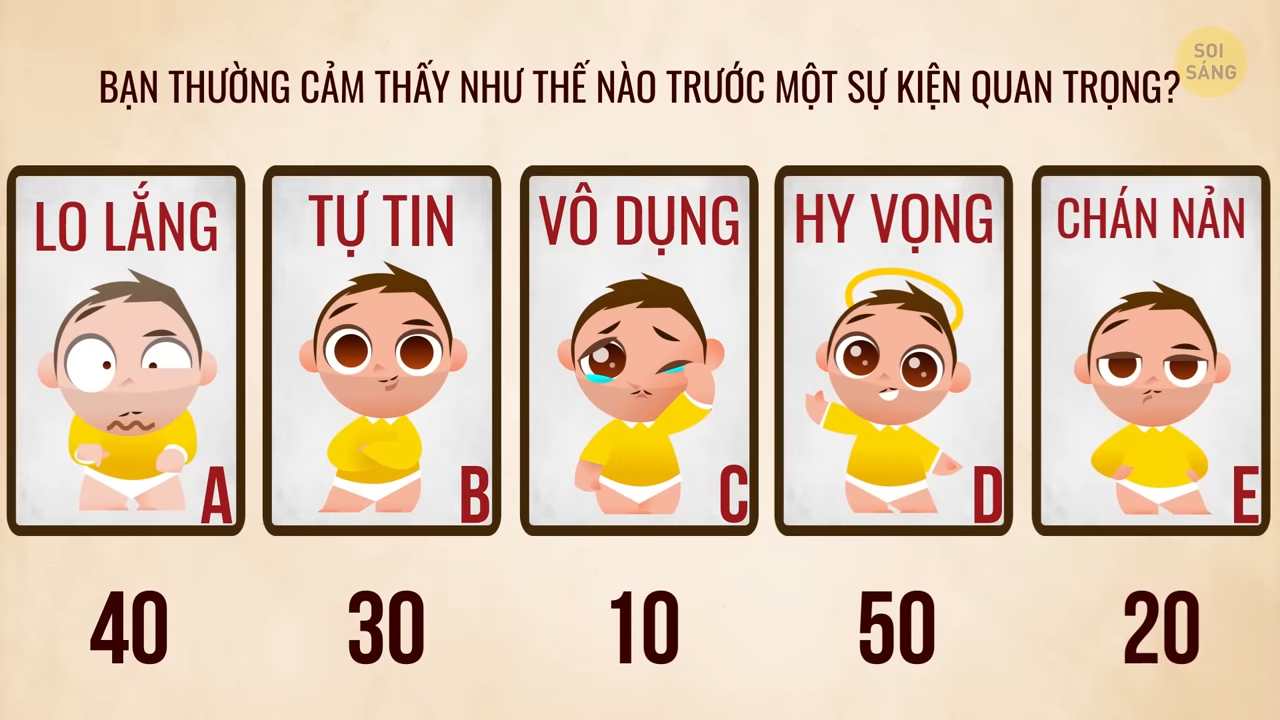 SOI
SÁNG
BẠN THƯỜNG CẢM THẤY NHƯ THẾ NÀO TRƯỚC MỘT SỰ KIỆN QUAN TRỌNG?
LO LẮNG
A
40
TỰ TIN
B
30
VÔ DỤNG
C
10
HY VỌNG
D
50
CHÁN NẢN
E
20